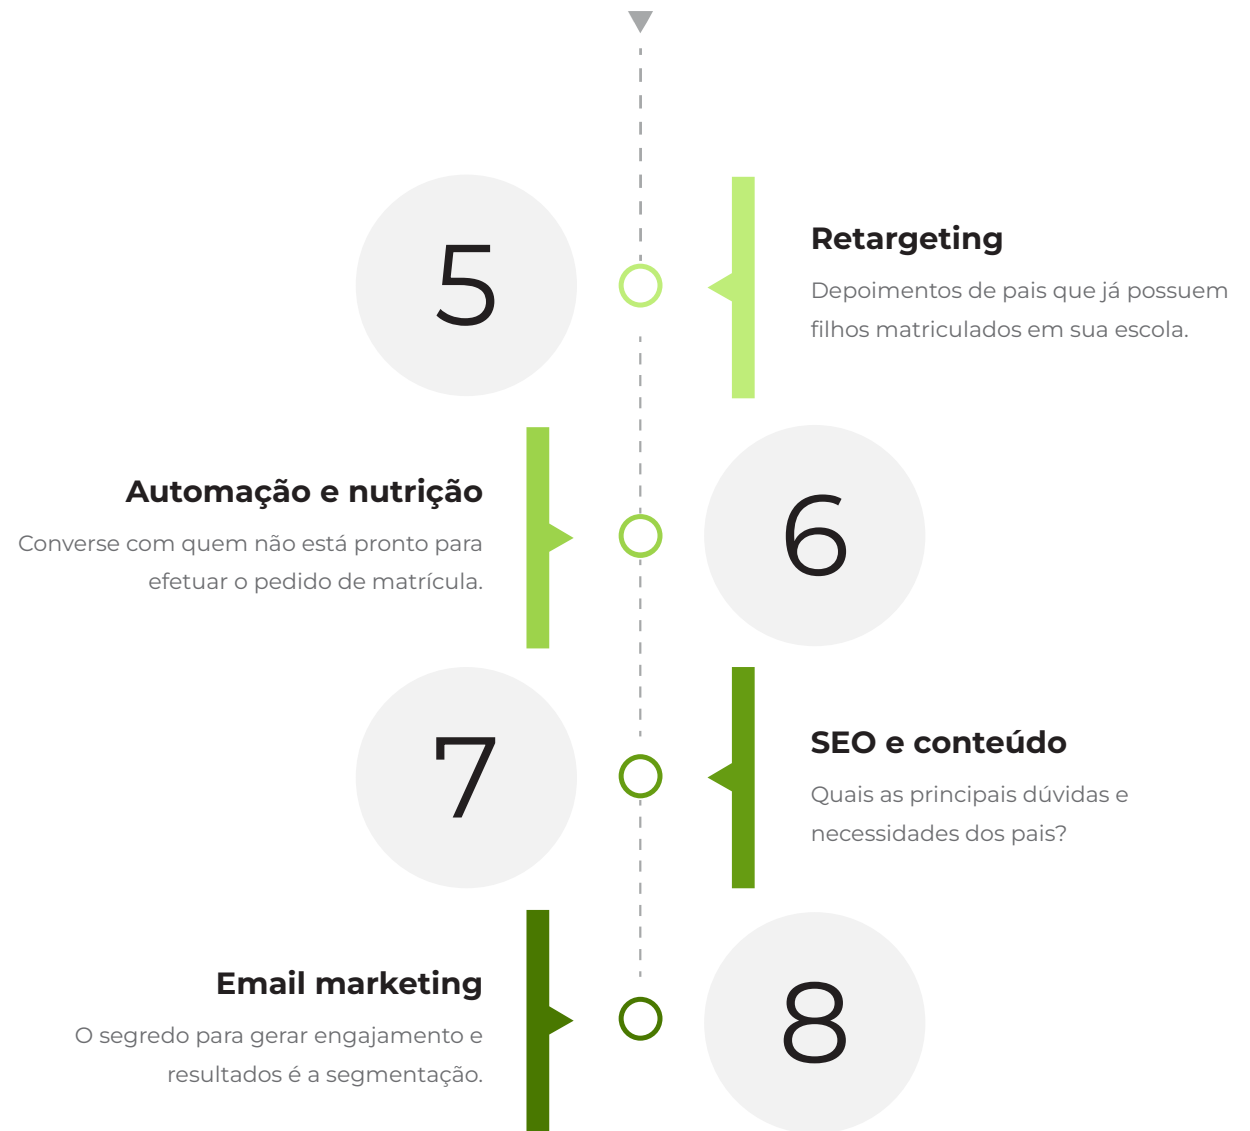 5
Retargeting
Depoimentos de pais que já possuem
filhos matriculados em sua escola.
Automação e nutrição
Converse com quem não está pronto para
efetuar o pedido de matrícula.
6
7
SEO e conteúdo
Quais as principais dúvidas e
necessidades dos pais?
Email marketing
O segredo para gerar engajamento e
resultados é a segmentação.
8